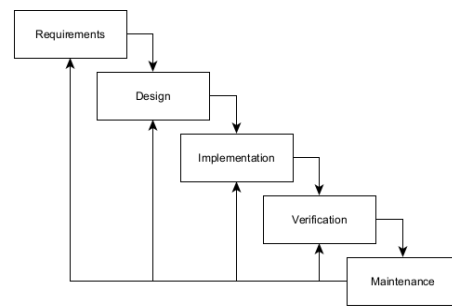 Requirements
Design
Implementation
Verification
Maintenance